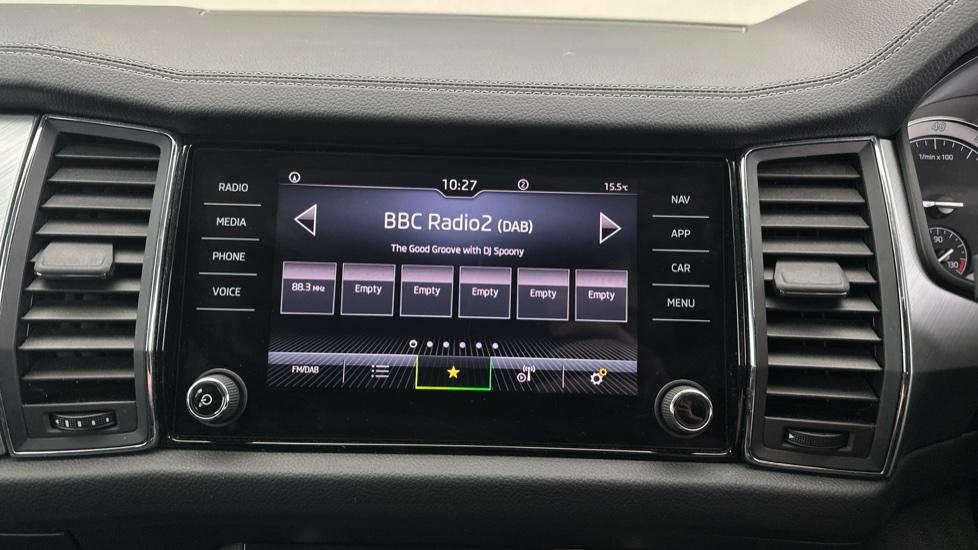 10:27
2
15.5°C
RADIO
MEDIA
PHONE
VOICE
BBC Radio2 (DAB)
The Good Groove with DJ Spoony
88.3 MHz
Empty
Empty
Empty
Empty
Empty
FM/DAB
NAV
APP
CAR
MENU
40
1/min x 100
90
130